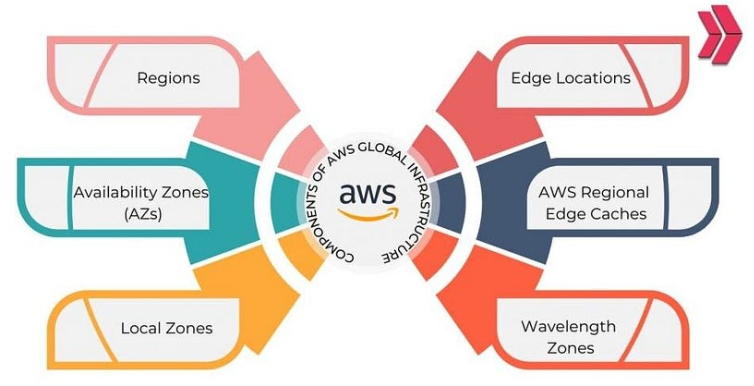 Regions
Edge Locations
Availability Zones
(AZs)
COMPONENTS OF AWS GLOBAL INFRASTRUCTURE
aws
AWS Regional
Edge Caches
Local Zones
Wavelength
Zones